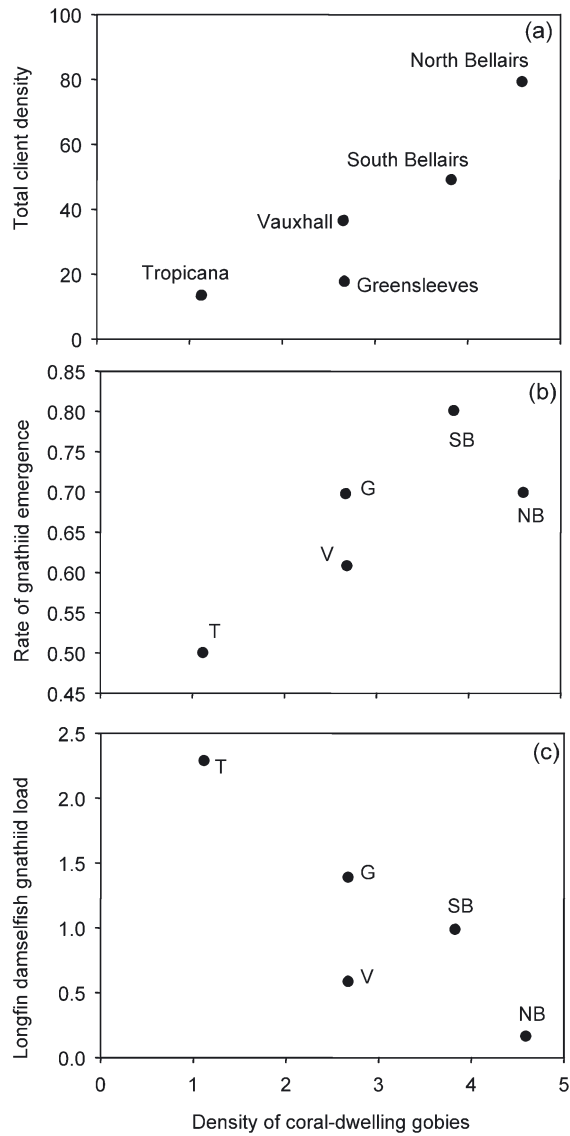 (a)
Total client density
100
80
60
40
20
0
North Bellairs
South Bellairs
Vauxhall
Greensleeves
Tropicana
(b)
Rate of gnathiid emergence
0.85
0.80
0.75
0.70
0.65
0.60
0.55
0.50
0.45
SB
G
NB
V
T
(c)
Longfin damselfish gnathiid load
2.5
2.0
1.5
1.0
0.5
0.0
T
G
SB
V
NB
0 1 2 3 4 5
Density of coral-dwelling gobies